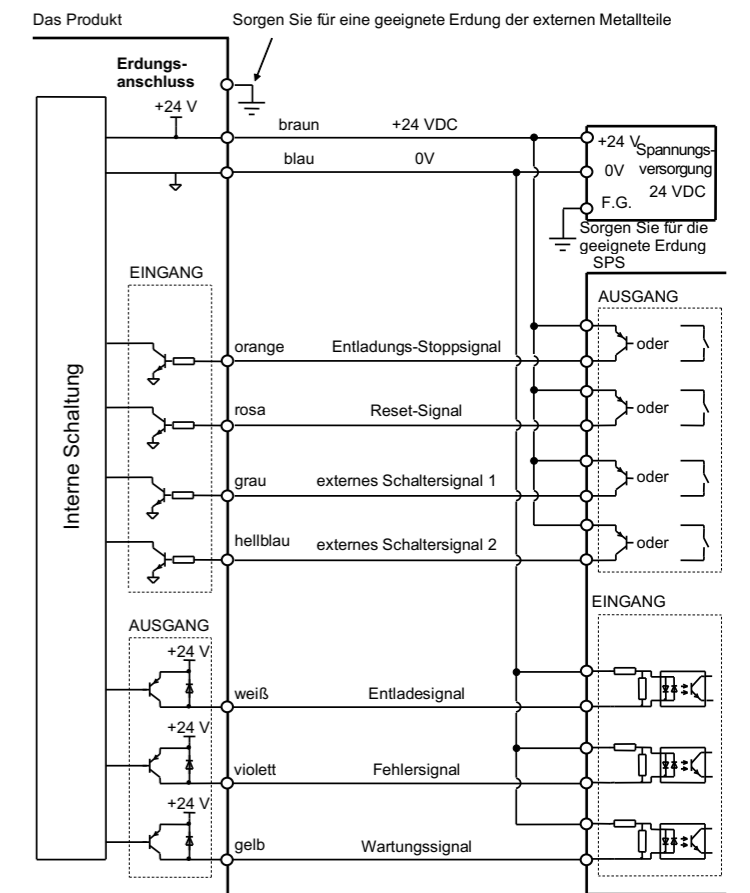 Das Produkt
Sorgen Sie für eine geeignete Erdung der externen Metallteile
Erdungs-
anschluss
+24 V
braun
+24 VDC
blau
0V
+24 V
Spannungs-
versorgung
24 VDC
0V
F.G.
Sorgen Sie für die
geeignete Erdung
SPS
EINGANG
AUSGANG
Interne Schaltung
orange
Entladungs-Stoppsignal
oder
rosa
Reset-Signal
oder
grau
externes Schaltersignal 1
oder
hellblau
externes Schaltersignal 2
oder
AUSGANG
EINGANG
+24 V
weiß
Entladesignal
+24 V
violett
Fehlersignal
+24 V
gelb
Wartungssignal